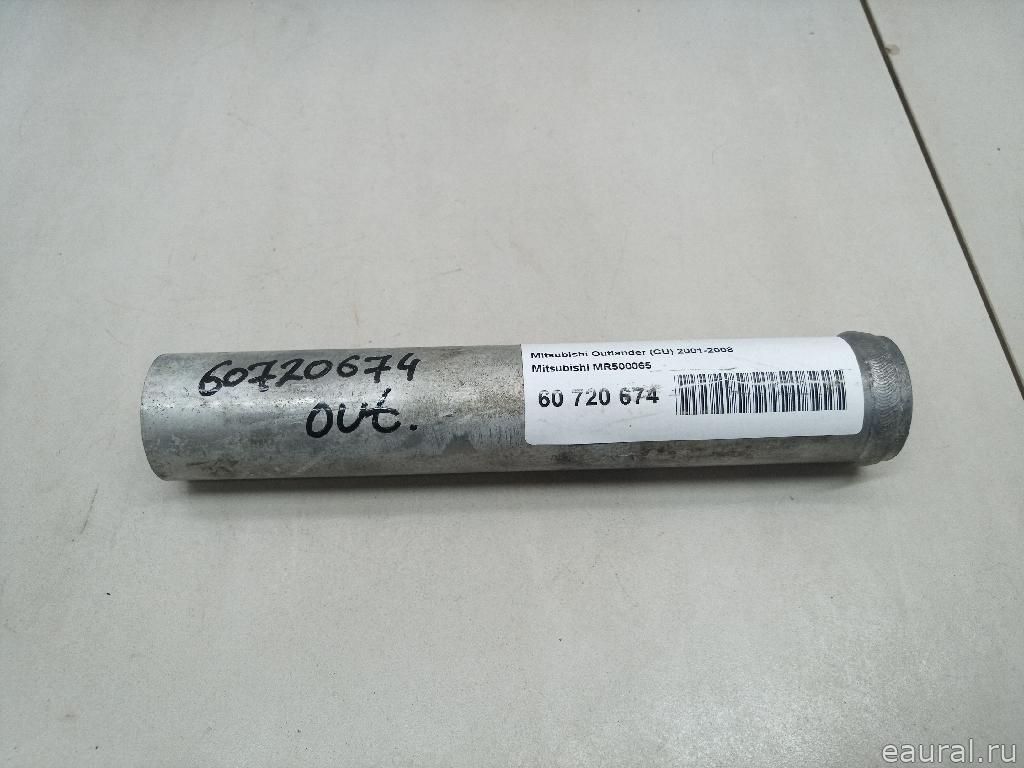 60720674
out.
Mitsubishi Outlander (CU) 2001-2008
Mitsubishi MR500065
60 720 674
eaural.ru